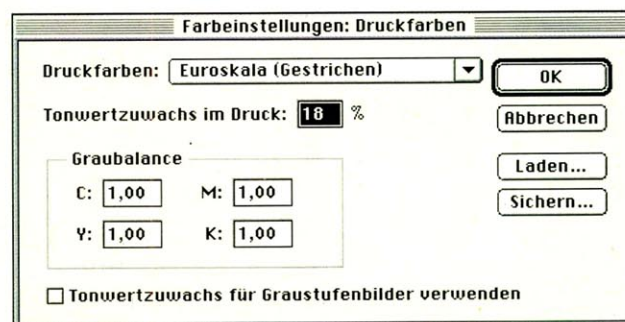 Farbeinstellungen: Druckfarben
Druckfarben: Euroskala (Gestrichen)
OK
Tonwertzuwachs im Druck: 18 %
Abbrechen
Graubalance
Laden...
C: 1,00 M: 1,00
Sichern...
Y: 1,00 K: 1,00
Tonwertzuwachs für Graustufenbilder verwenden